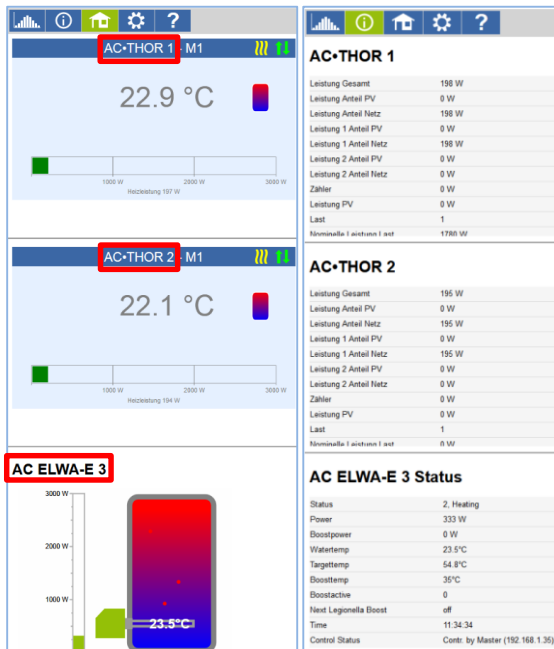 ?
AC•THOR 1 - M1
22.9 °C
1000 W 2000 W 3000 W
Heizleistung 197 W
AC•THOR 2 - M1
22.1 °C
1000 W 2000 W 3000 W
Heizleistung 194 W
AC ELWA-E 3
3000 W
2000 W
1000 W
23.5°C
?
AC•THOR 1
Leistung Gesamt 198 W
Leistung Anteil PV 0 W
Leistung Anteil Netz 198 W
Leistung 1 Anteil PV 0 W
Leistung 1 Anteil Netz 198 W
Leistung 2 Anteil PV 0 W
Leistung 2 Anteil Netz 0 W
Zähler 0 W
Leistung PV 0 W
Last 1
Nominelle Leistung Last 1780 W
AC•THOR 2
Leistung Gesamt 195 W
Leistung Anteil PV 0 W
Leistung Anteil Netz 195 W
Leistung 1 Anteil PV 0 W
Leistung 1 Anteil Netz 195 W
Leistung 2 Anteil PV 0 W
Leistung 2 Anteil Netz 0 W
Zähler 0 W
Leistung PV 0 W
Last 1
Nominelle Leistung Last 0 W
AC ELWA-E 3 Status
Status 2, Heating
Power 333 W
Boostpower 0 W
Watertemp 23.5°C
Targettemp 54.8°C
Boosttemp 35°C
Boostactive 0
Next Legionella Boost off
Time 11:34:34
Control Status Contr. by Master (192.168.1.35)